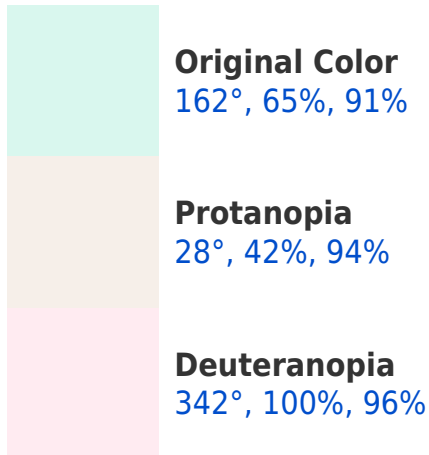 Original Color
162°, 65%, 91%
Protanopia
28°, 42%, 94%
Deuteranopia
342°, 100%, 96%